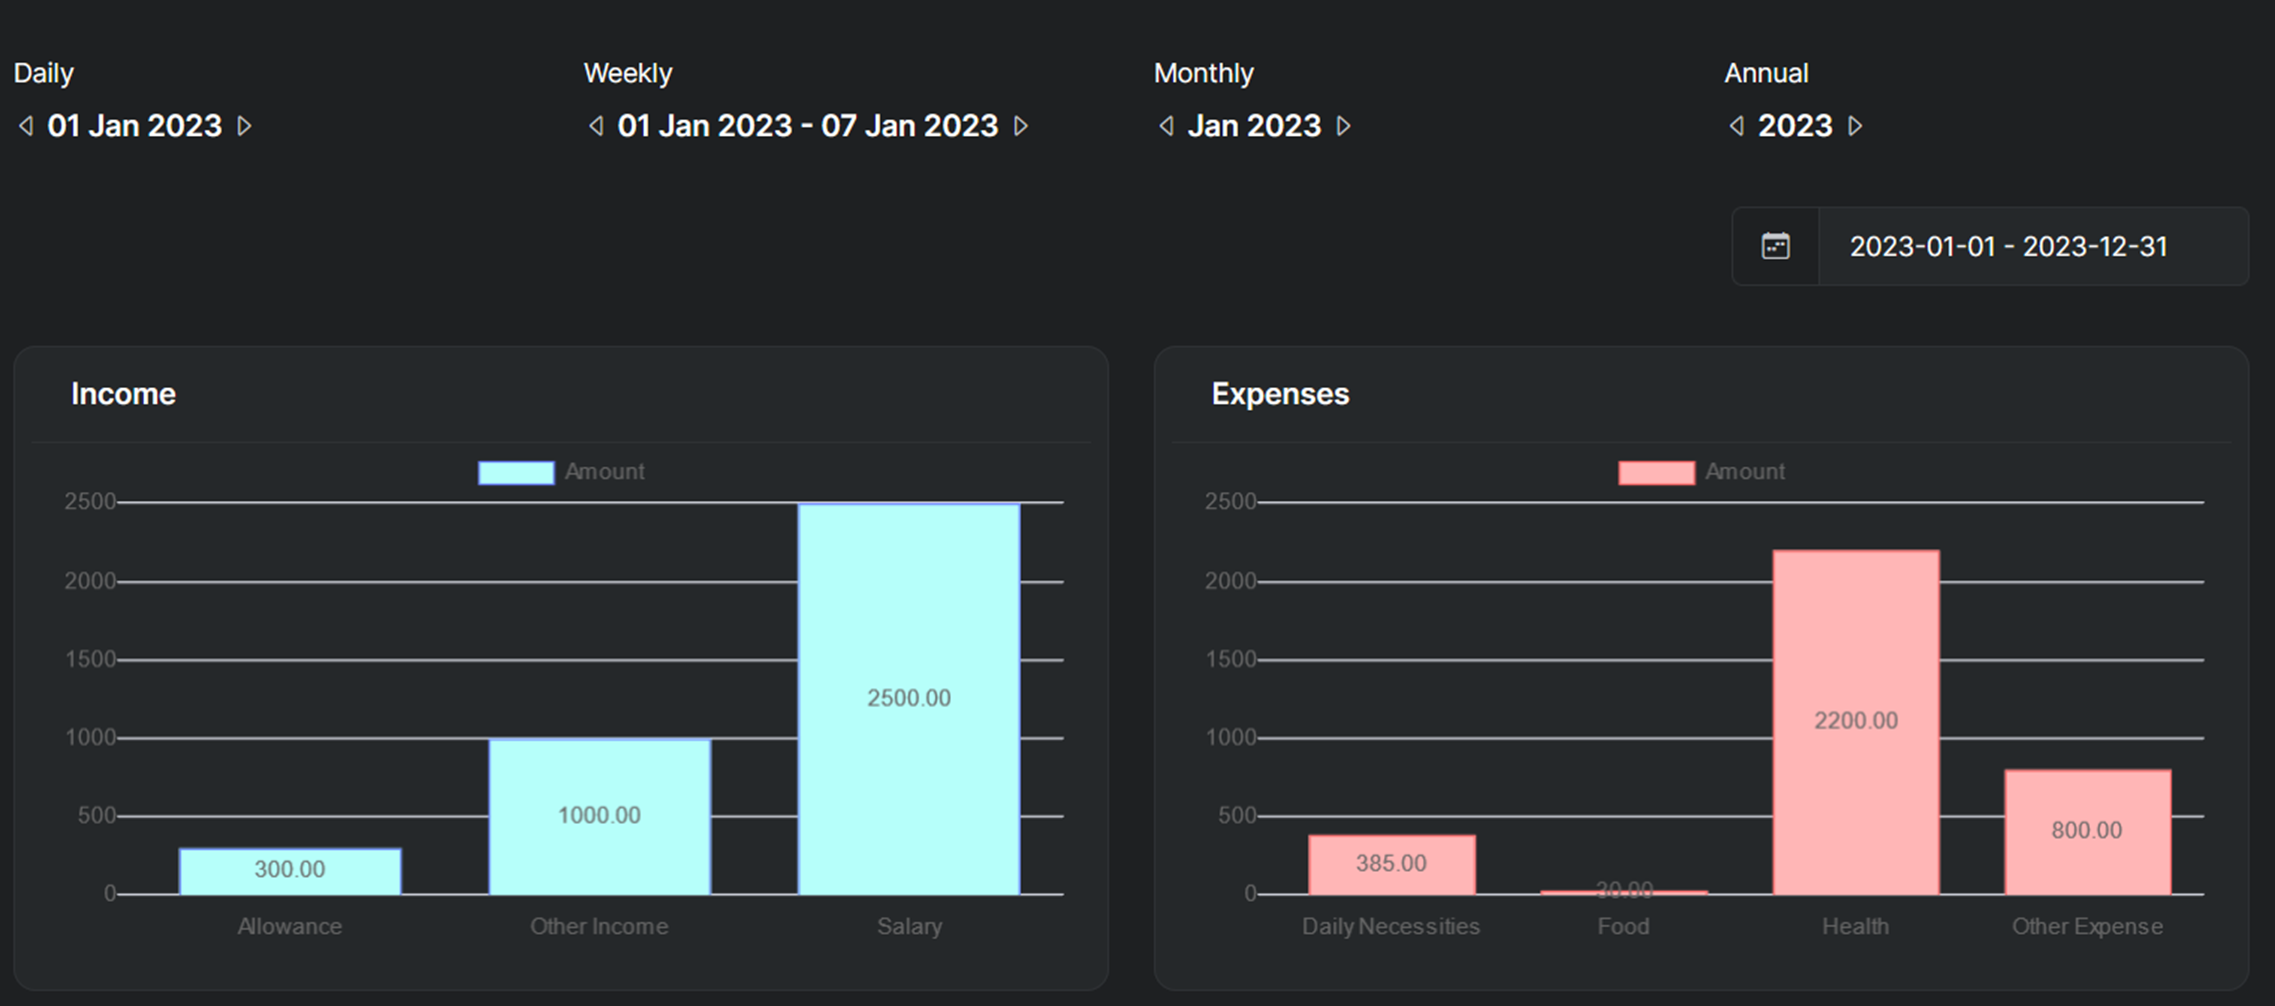 Daily
01 Jan 2023
Weekly
01 Jan 2023 - 07 Jan 2023
Monthly
Jan 2023
Annual
2023
2023-01-01 - 2023-12-31
Income
Amount
2500
2000
1500
1000
500
0
300.00
1000.00
2500.00
Allowance
Other Income
Salary
Expenses
Amount
2500
2000
1500
1000
500
0
385.00
2200.00
800.00
Daily Necessities
Food
Health
Other Expense